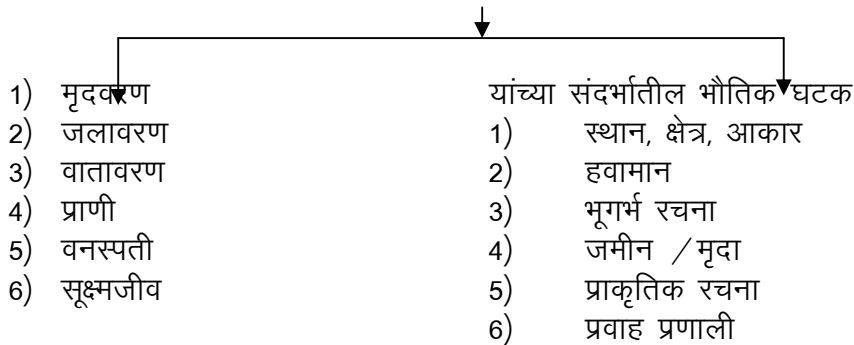 1) मृदवरण
2) जलावरण
3) वातावरण
4) प्राणी
5) वनस्पती
6) सूक्ष्मजीव
यांच्या संदर्भातील भौतिक घटक
1) स्थान, क्षेत्र, आकार
2) हवामान
3) भूगर्भ रचना
4) जमीन / मृदा
5) प्राकृतिक रचना
6) प्रवाह प्रणाली